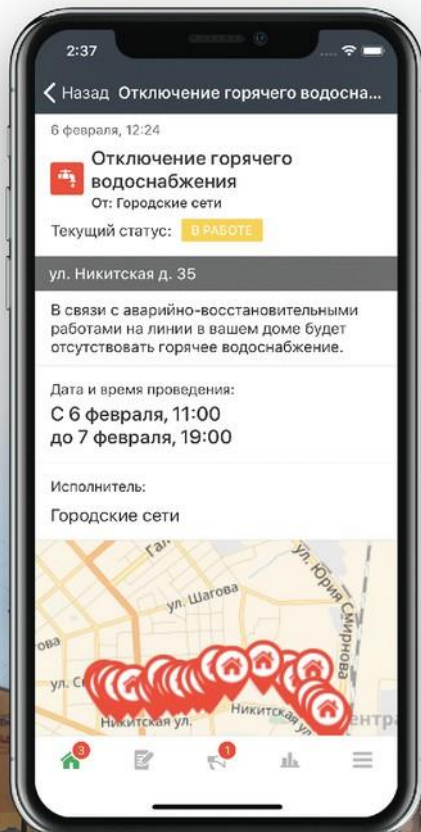 2:37
Назад Отключение горячего водосна...
6 февраля, 12:24
Отключение горячего
водоснабжения
От: Городские сети
Текущий статус: В РАБОТЕ
ул. Никитская д. 35
В связи с аварийно-восстановительными
работами на линии в вашем доме будет
отсутствовать горячее водоснабжение.
Дата и время проведения:
С 6 февраля, 11:00
до 7 февраля, 19:00
Исполнитель:
Городские сети
ул. Юрия Смирнова
ул. Шагова
Никитская ул.
Никитская ул.
3
1